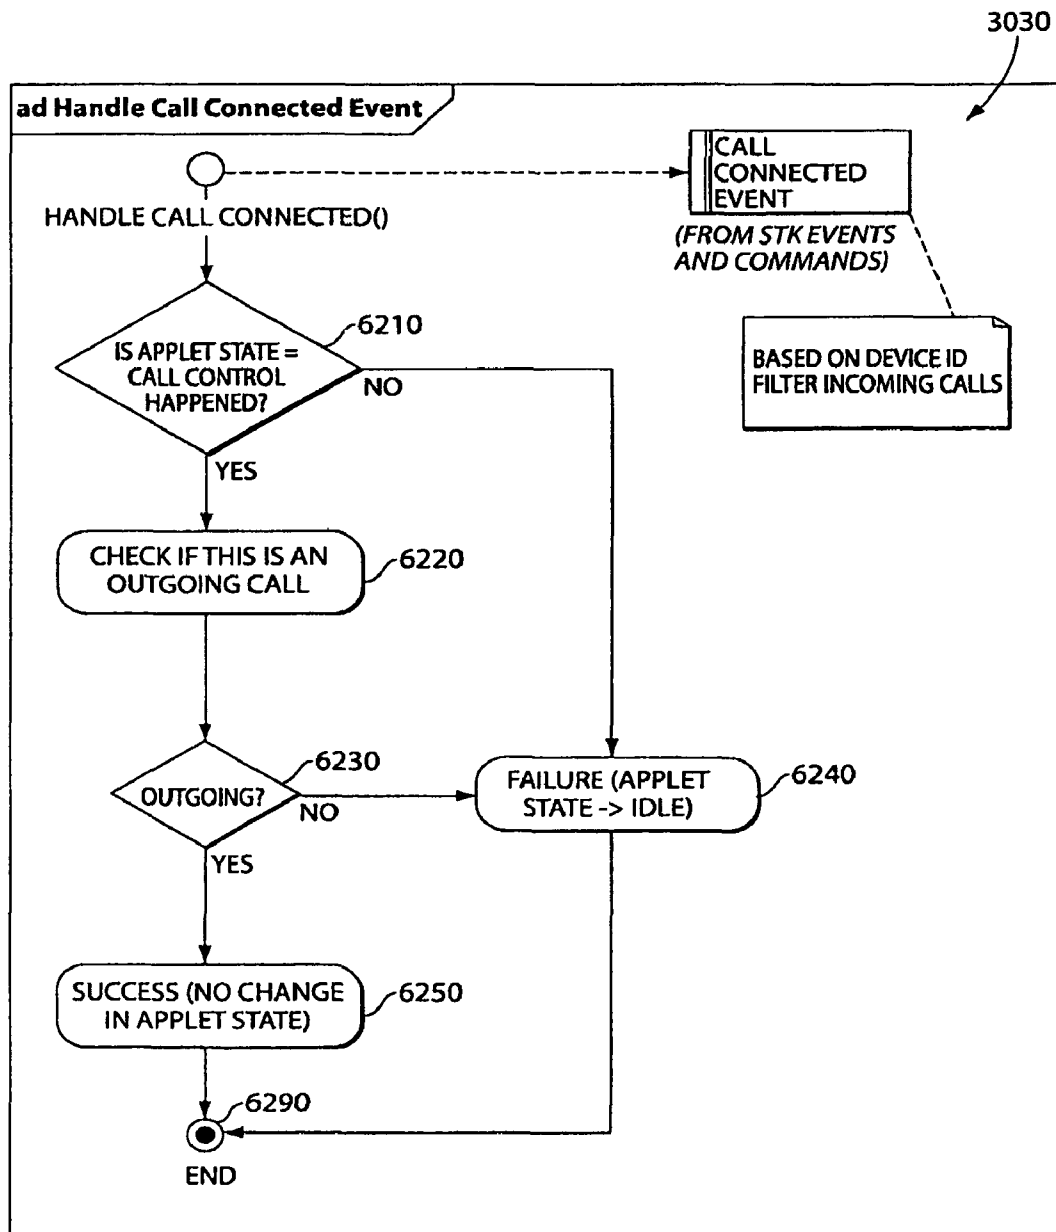 3030
ad Handle Call Connected Event
CALL
CONNECTED
EVENT
HANDLE CALL CONNECTED()
(FROM STK EVENTS
AND COMMANDS)
6210
IS APPLET STATE =
CALL CONTROL
HAPPENED?
NO
BASED ON DEVICE ID
FILTER INCOMING CALLS
YES
CHECK IF THIS IS AN
OUTGOING CALL
6220
6230
OUTGOING?
NO
FAILURE (APPLET
STATE -> IDLE)
6240
YES
SUCCESS (NO CHANGE
IN APPLET STATE)
6250
6290
END